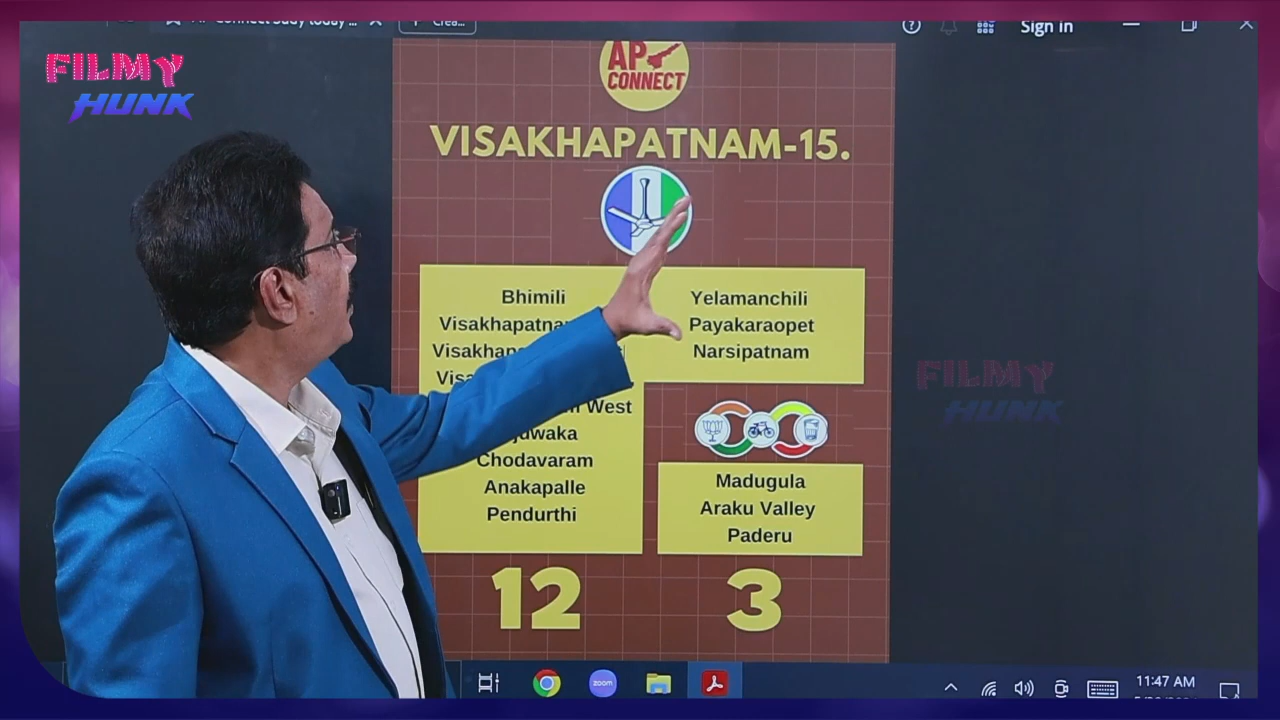 Sign in
FILMY
HUNK
AP
CONNECT
VISAKHAPATNAM-15.
Bhimili
West
Chodavaram
Anakapalle
Pendurthi
Yelamanchili
Payakaraopet
Narsipatnam
FILMY
HUNK
Madugula
Araku Valley
Paderu
12
3
zoom
11:47 AM